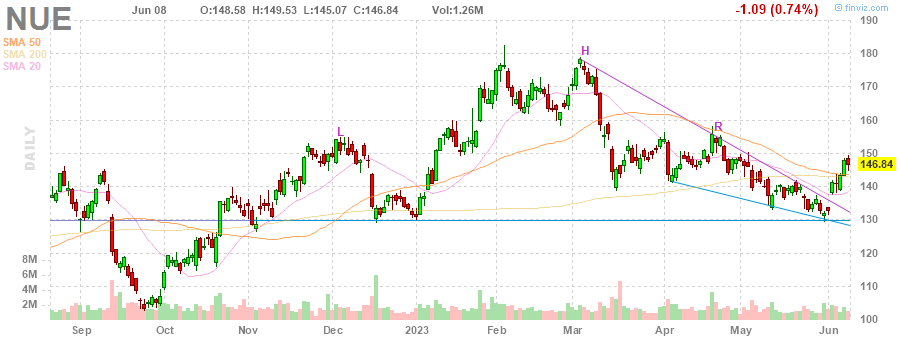 NUE
Jun 08 O:148.58 H:149.53 L:145.07 C:146.84 Vol:1.26M -1.09 (0.74%)
© finviz.com
SMA 50
SMA 200
SMA 20
DAILY
L
H
R
190
180
170
160
150
146.84
140
130
120
110
100
8M
6M
4M
2M
Sep Oct Nov Dec 2023 Feb Mar Apr May Jun